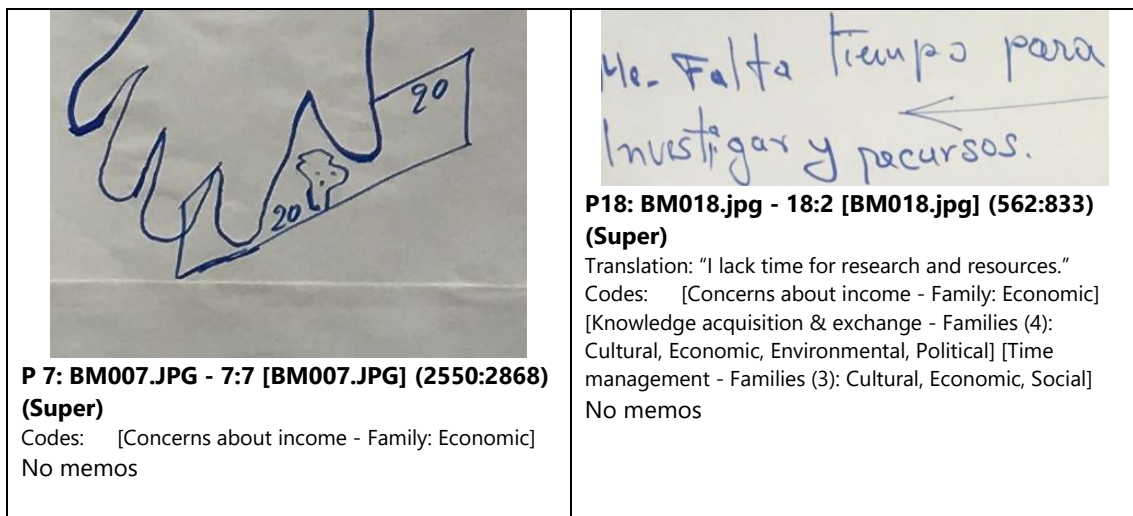 20
20
P 7: BM007.JPG - 7:7 [BM007.JPG] (2550:2868)
(Super)
Codes: [Concerns about income - Family: Economic]
No memos
Me. Falta tiempo para
Investigar y recursos.
P18: BM018.jpg - 18:2 [BM018.jpg] (562:833)
(Super)
Translation: “I lack time for research and resources.”
Codes: [Concerns about income - Family: Economic]
[Knowledge acquisition & exchange - Families (4):
Cultural, Economic, Environmental, Political] [Time
management - Families (3): Cultural, Economic, Social]
No memos